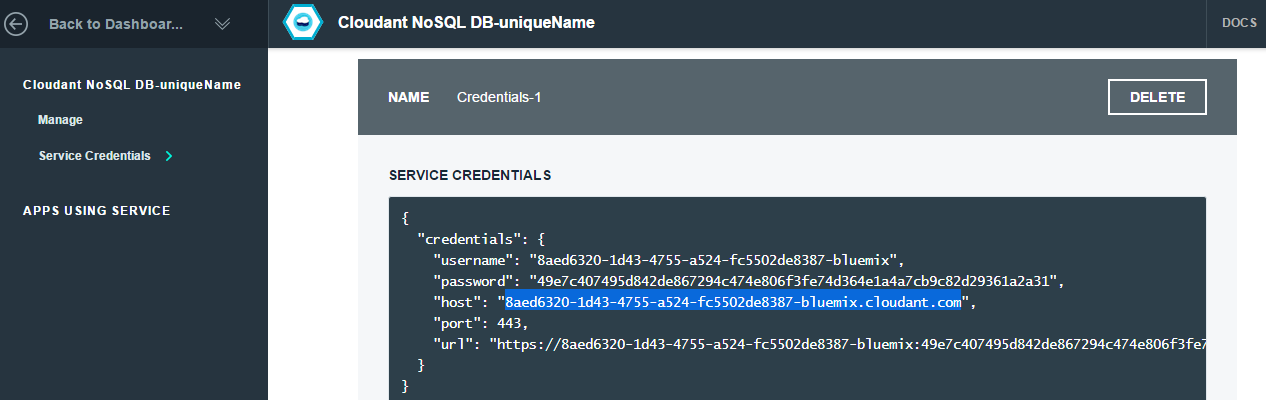 Back to Dashboar...
Cloudant NoSQL DB-uniqueName
DOCS
Cloudant NoSQL DB-uniqueName
Manage
Service Credentials
APPS USING SERVICE
NAME Credentials-1
DELETE
SERVICE CREDENTIALS
{
"credentials": {
"username": "8aed6320-1d43-4755-a524-fc5502de8387-bluemix",
"password": "49e7c407495d842de867294c474e806f3fe74d364e1a4a7cb9c82d29361a2a31",
"host": "8aed6320-1d43-4755-a524-fc5502de8387-bluemix.cloudant.com",
"port": 443,
"url": "https://8aed6320-1d43-4755-a524-fc5502de8387-bluemix:49e7c407495d842de867294c474e806f3fe7
}
}